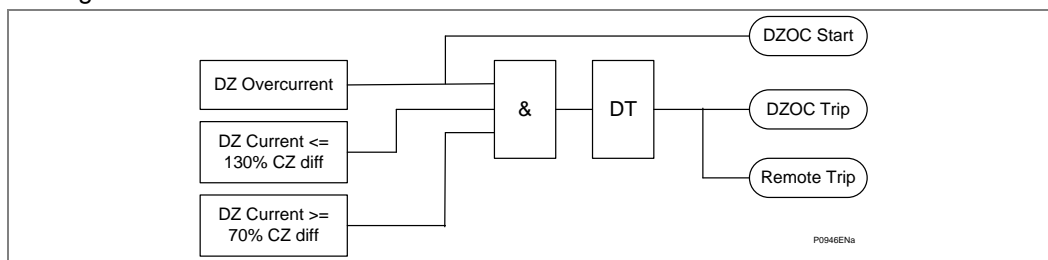 DZOC Start
DZ Overcurrent
&
DT
DZOC Trip
DZ Current <=
130% CZ diff
Remote Trip
DZ Current >=
70% CZ diff
P0946ENa